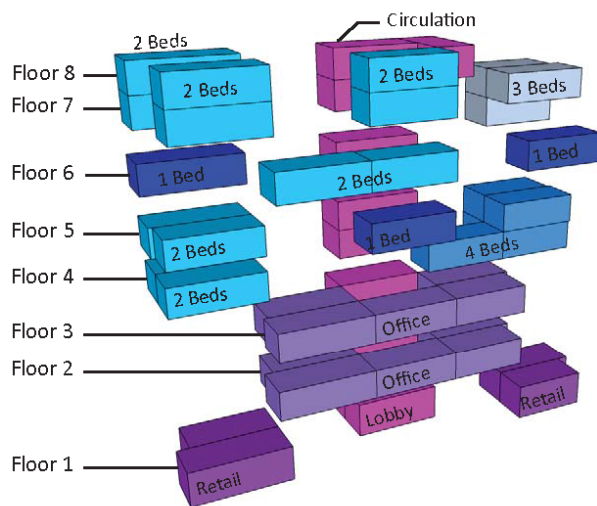 Circulation
2 Beds
Floor 8
2 Beds
2 Beds
3 Beds
Floor 7
Floor 6
1 Bed
2 Beds
1 Bed
Floor 5
2 Beds
1 Bed
4 Beds
Floor 4
2 Beds
Floor 3
Office
Floor 2
Office
Retail
Lobby
Floor 1
Retail